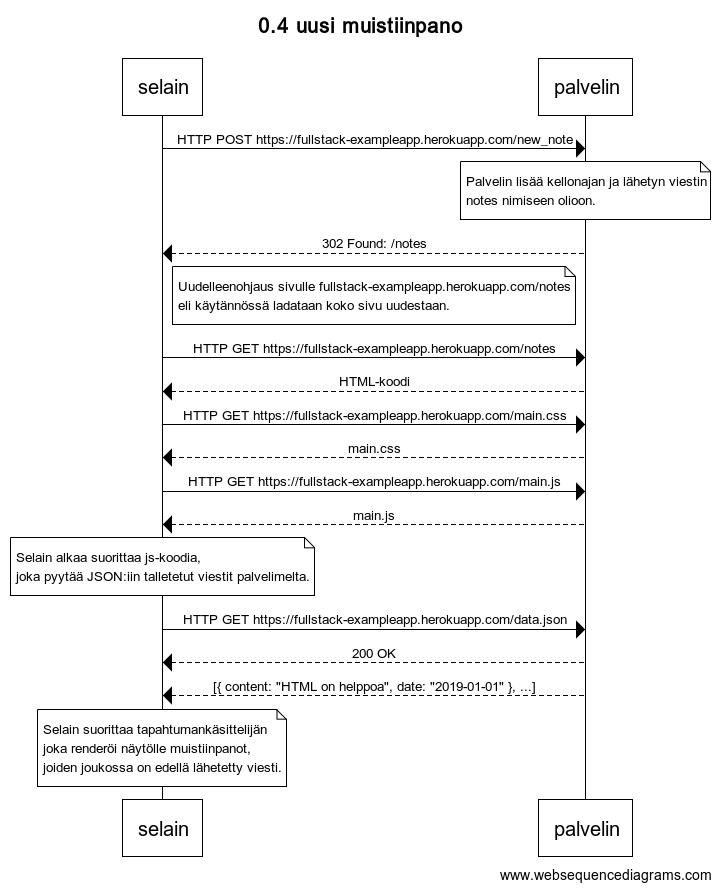 0.4 uusi muistiinpano
selain
palvelin
HTTP POST https://fullstack-exampleapp.herokuapp.com/new_note
Palvelin lisää kellonajan ja lähetyn viestin
notes nimiseen olioon.
302 Found: /notes
Uudelleenohjaus sivulle fullstack-exampleapp.herokuapp.com/notes
eli käytännössä ladataan koko sivu uudestaan.
HTTP GET https://fullstack-exampleapp.herokuapp.com/notes
HTML-koodi
HTTP GET https://fullstack-exampleapp.herokuapp.com/main.css
main.css
HTTP GET https://fullstack-exampleapp.herokuapp.com/main.js
main.js
Selain alkaa suorittaa js-koodia,
joka pyytää JSON:iin talletetut viestit palvelimelta.
HTTP GET https://fullstack-exampleapp.herokuapp.com/data.json
200 OK
[{ content: "HTML on helppoa", date: "2019-01-01" }, ...]
Selain suorittaa tapahtumankäsittelijän
joka renderöi näytölle muistiinpanot,
joiden joukossa on edellä lähetetty viesti.
selain
palvelin
www.websequencediagrams.com